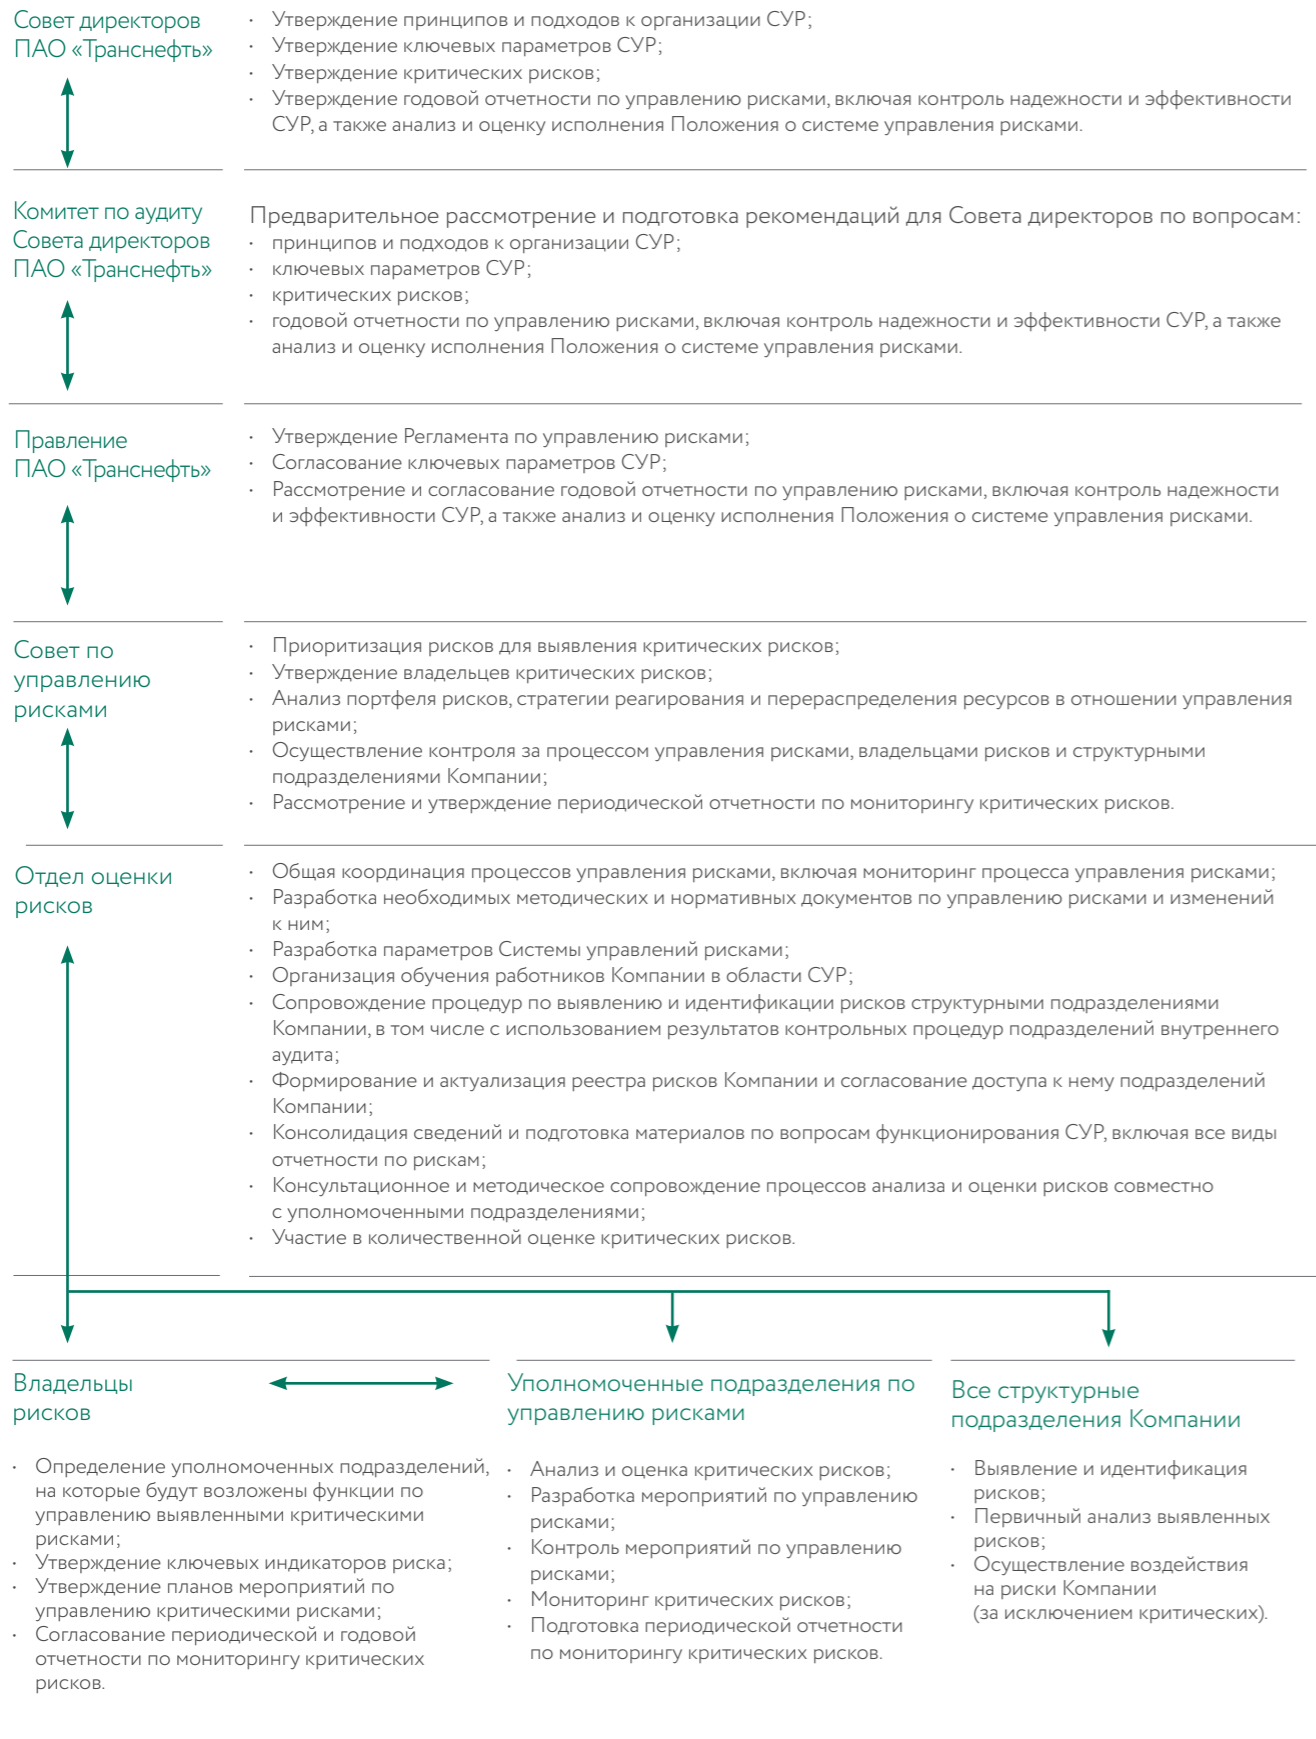 Совет директоров
ПАО «Транснефть»
· Утверждение принципов и подходов к организации СУР;
· Утверждение ключевых параметров СУР;
· Утверждение критических рисков;
· Утверждение годовой отчетности по управлению рисками, включая контроль надежности и эффективности
СУР, а также анализ и оценку исполнения Положения о системе управления рисками.
Комитет по аудиту
Совета директоров
ПАО «Транснефть»
Предварительное рассмотрение и подготовка рекомендаций для Совета директоров по вопросам:
· принципов и подходов к организации СУР;
· ключевых параметров СУР;
· критических рисков;
· годовой отчетности по управлению рисками, включая контроль надежности и эффективности СУР, а также
анализ и оценку исполнения Положения о системе управления рисками.
Правление
ПАО «Транснефть»
· Утверждение Регламента по управлению рисками;
· Согласование ключевых параметров СУР;
· Рассмотрение и согласование годовой отчетности по управлению рисками, включая контроль надежности
и эффективности СУР, а также анализ и оценку исполнения Положения о системе управления рисками.
Совет по
управлению
рисками
· Приоритизация рисков для выявления критических рисков;
· Утверждение владельцев критических рисков;
· Анализ портфеля рисков, стратегии реагирования и перераспределения ресурсов в отношении управления
рисками;
· Осуществление контроля за процессом управления рисками, владельцами рисков и структурными
подразделениями Компании;
· Рассмотрение и утверждение периодической отчетности по мониторингу критических рисков.
Отдел оценки
рисков
· Общая координация процессов управления рисками, включая мониторинг процесса управления рисками;
· Разработка необходимых методических и нормативных документов по управлению рисками и изменений
к ним;
· Разработка параметров Системы управлений рисками;
· Организация обучения работников Компании в области СУР;
· Сопровождение процедур по выявлению и идентификации рисков структурными подразделениями
Компании, в том числе с использованием результатов контрольных процедур подразделений внутреннего
аудита;
· Формирование и актуализация реестра рисков Компании и согласование доступа к нему подразделений
Компании;
· Консолидация сведений и подготовка материалов по вопросам функционирования СУР, включая все виды
отчетности по рискам;
· Консультационное и методическое сопровождение процессов анализа и оценки рисков совместно
с уполномоченными подразделениями;
· Участие в количественной оценке критических рисков.
Владельцы
рисков
· Определение уполномоченных подразделений,
на которые будут возложены функции по
управлению выявленными критическими
рисками;
· Утверждение ключевых индикаторов риска;
· Утверждение планов мероприятий по
управлению критическими рисками;
· Согласование периодической и годовой
отчетности по мониторингу критических
рисков.
Уполномоченные подразделения по
управлению рисками
· Анализ и оценка критических рисков;
· Разработка мероприятий по управлению
рисками;
· Контроль мероприятий по управлению
рисками;
· Мониторинг критических рисков;
· Подготовка периодической отчетности
по мониторингу критических рисков.
Все структурные
подразделения Компании
· Выявление и идентификация
рисков;
· Первичный анализ выявленных
рисков;
· Осуществление воздействия
на риски Компании
(за исключением критических).